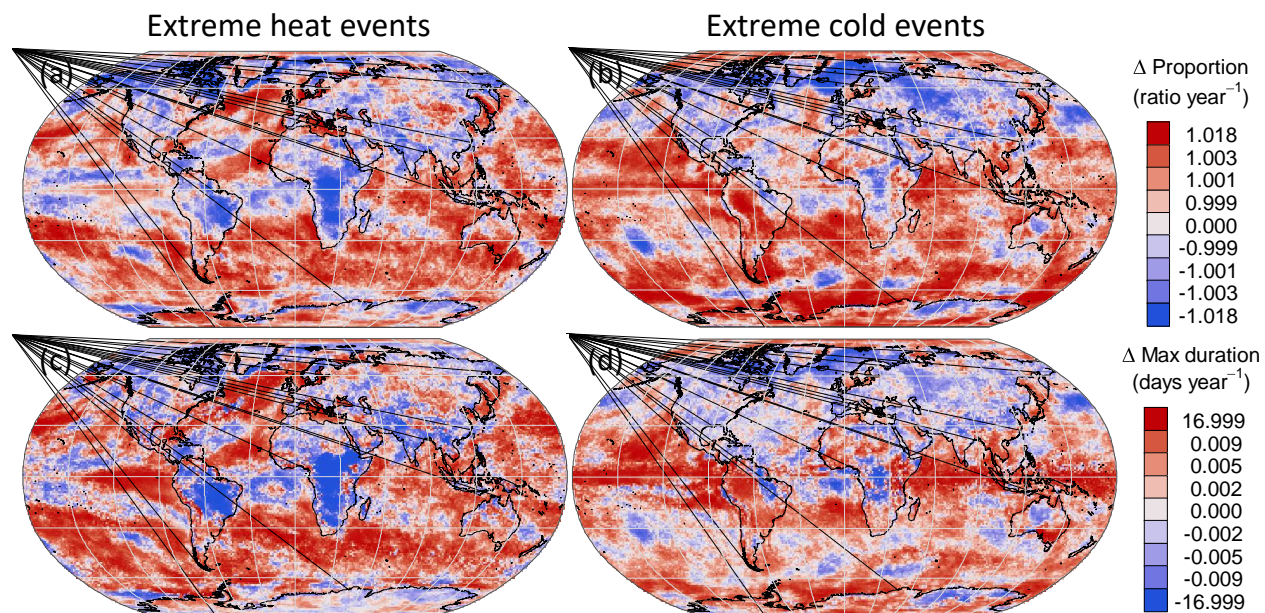 Extreme heat events
Extreme cold events
(a)
(b)
Δ Proportion
(ratio year⁻¹)
1.018
1.003
1.001
0.999
0.000
-0.999
-1.001
-1.003
-1.018
(c)
(d)
Δ Max duration
(days year⁻¹)
16.999
0.009
0.005
0.002
0.000
-0.002
-0.005
-0.009
-16.999